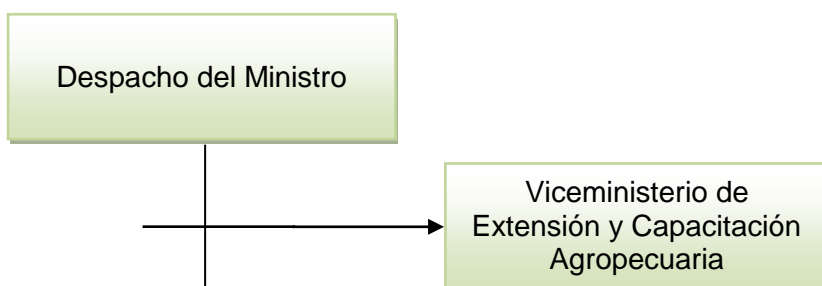 Despacho del Ministro
Viceministerio de
Extensión y Capacitación
Agropecuaria